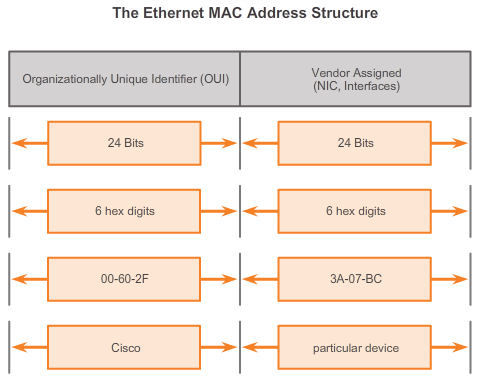 The Ethernet MAC Address Structure
Organizationally Unique Identifier (OUI)
Vendor Assigned
(NIC, Interfaces)
24 Bits
24 Bits
6 hex digits
6 hex digits
00-60-2F
3A-07-BC
Cisco
particular device